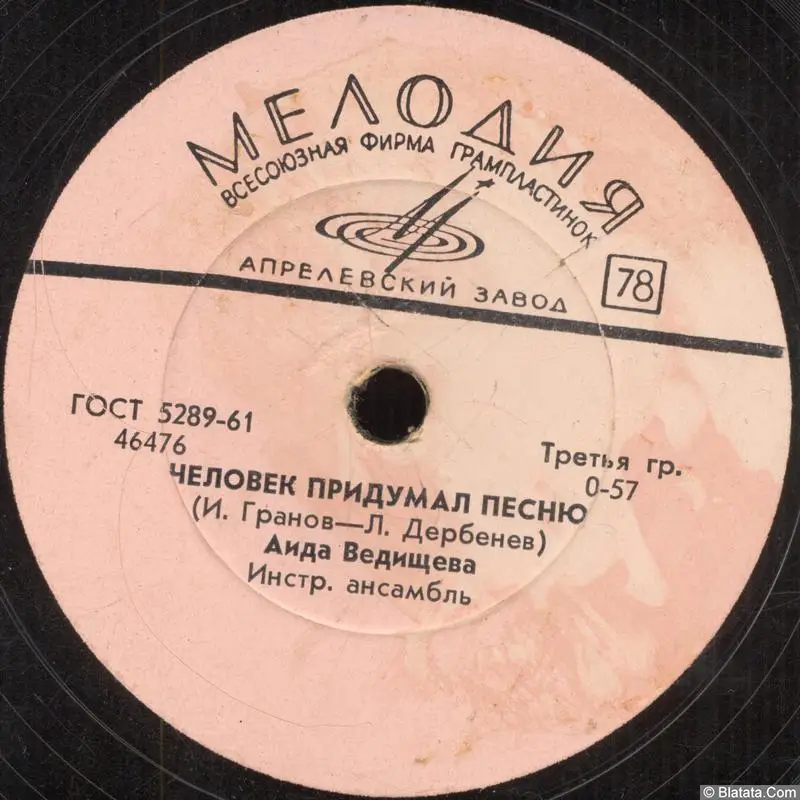 МЕЛОДИЯ
ВСЕСОЮЗНАЯ ФИРМА ГРАМПЛАСТИНОК
АПРЕЛЕВСКИЙ ЗАВОД
78
ГОСТ 5289-61
46476
Третья гр.
0-57
ЧЕЛОВЕК ПРИДУМАЛ ПЕСНЮ
(И. Гранов—Л. Дербенев)
Аида Ведищева
Инстр. ансамбль
© Blatata.Com